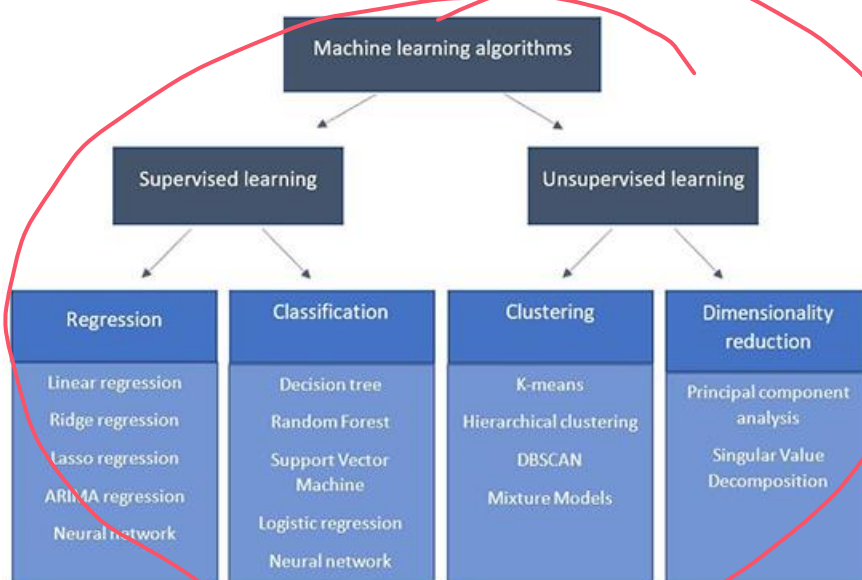 Machine learning algorithms
Supervised learning
Unsupervised learning
Regression
Linear regression
Ridge regression
Lasso regression
ARIMA regression
Neural network
Classification
Decision tree
Random Forest
Support Vector
Machine
Logistic regression
Neural network
Clustering
K-means
Hierarchical clustering
DBSCAN
Mixture Models
Dimensionality
reduction
Principal component
analysis
Singular Value
Decomposition